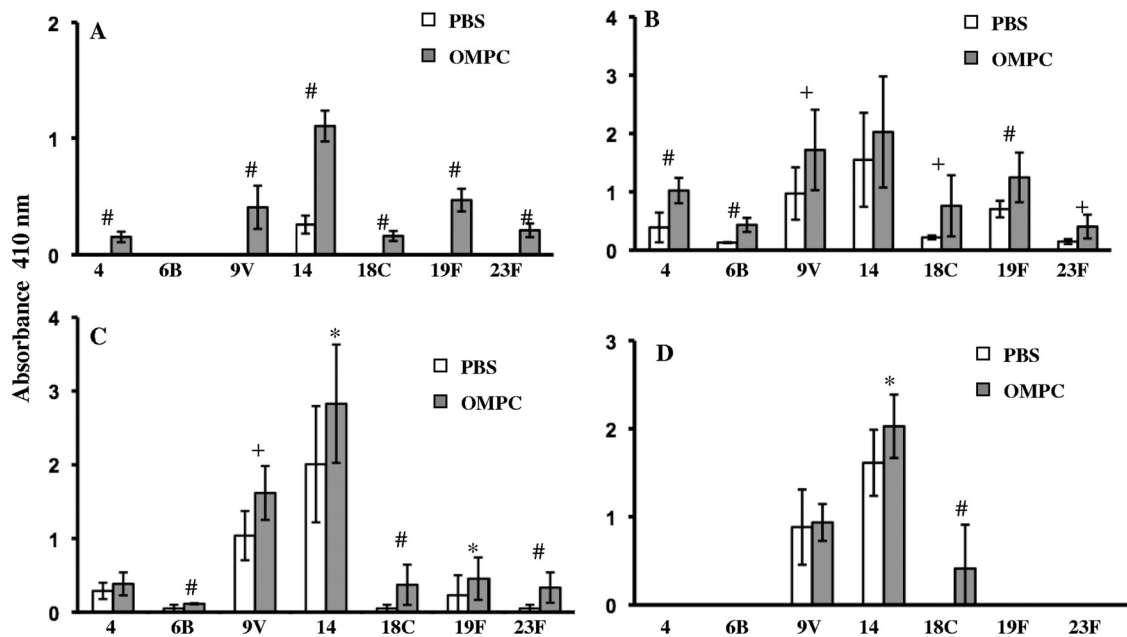 Absorbance 410 nm
A
PBS
OMPC
2
1
0
#
#
#
#
#
#
4 6B 9V 14 18C 19F 23F
B
PBS
OMPC
4
3
2
1
0
#
#
+
+
#
+
4 6B 9V 14 18C 19F 23F
C
PBS
OMPC
4
3
2
1
0
#
+
*
#
*
#
4 6B 9V 14 18C 19F 23F
D
PBS
OMPC
3
2
1
0
*
#
4 6B 9V 14 18C 19F 23F